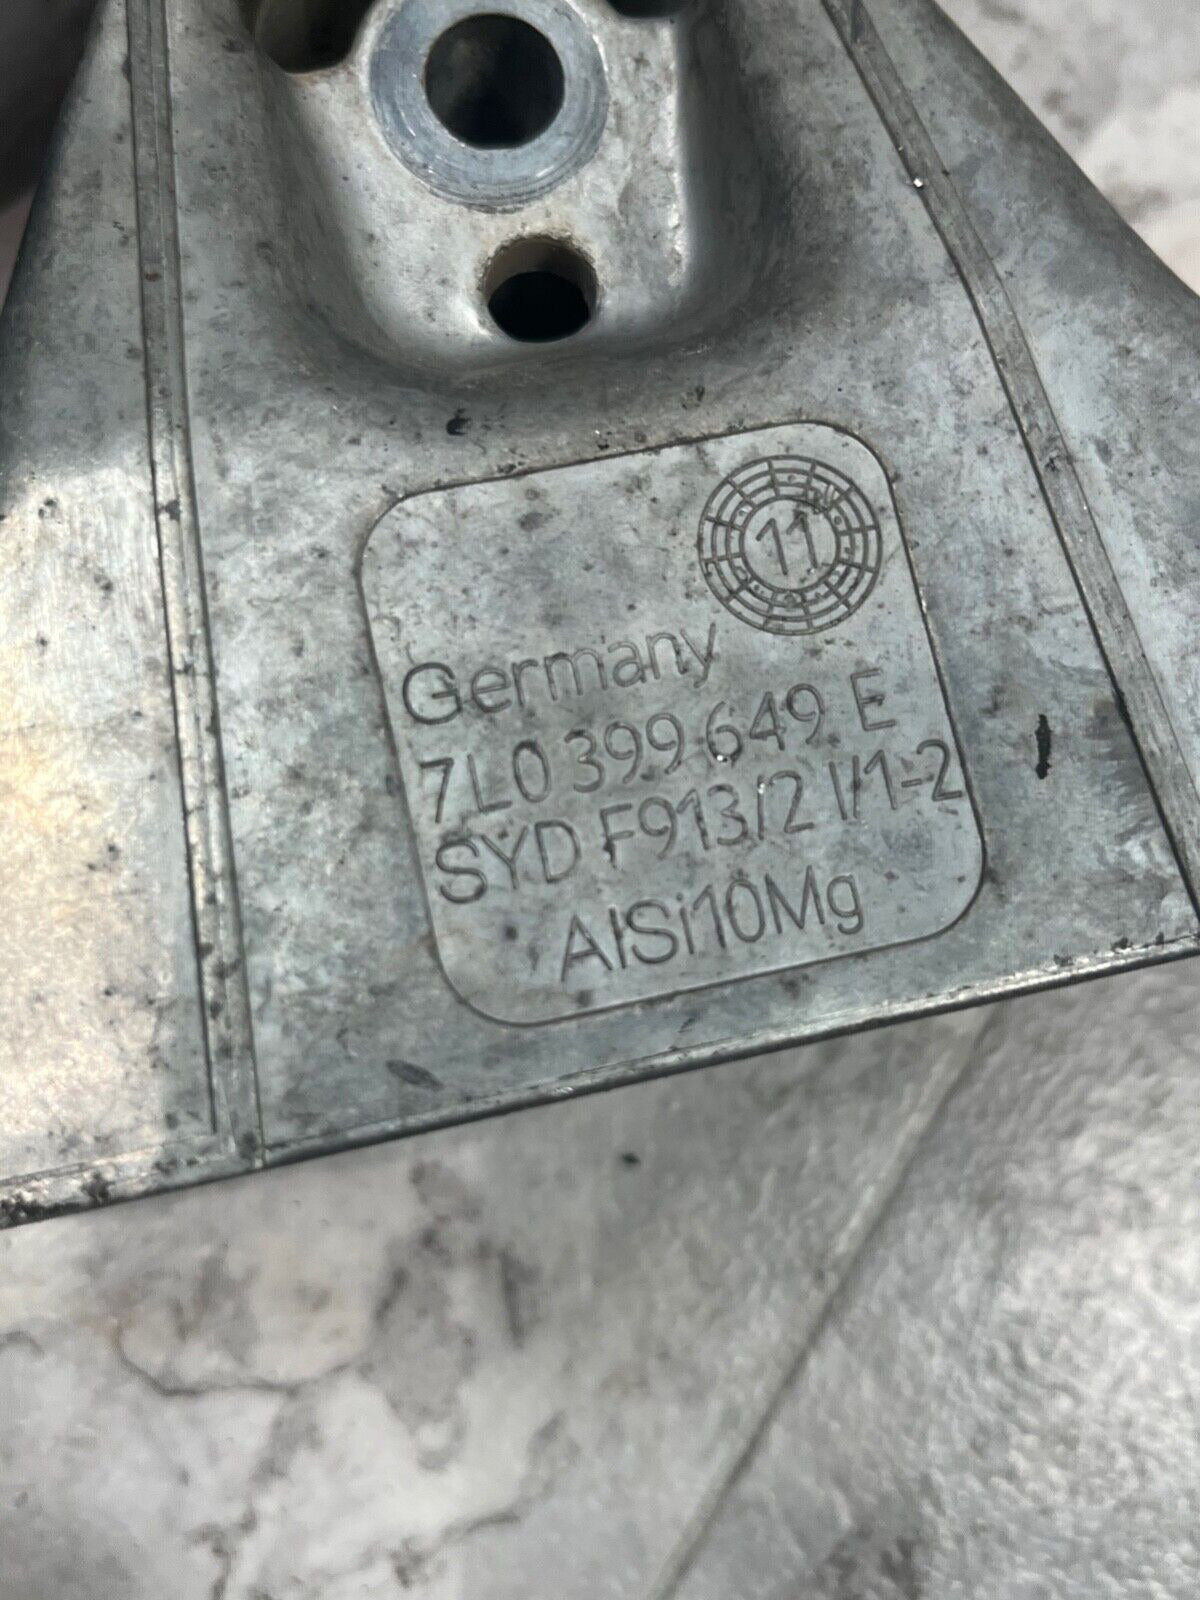 11
Germany
7L0 399 649 E
SYD F913/2 I/1-2
AlSi10Mg